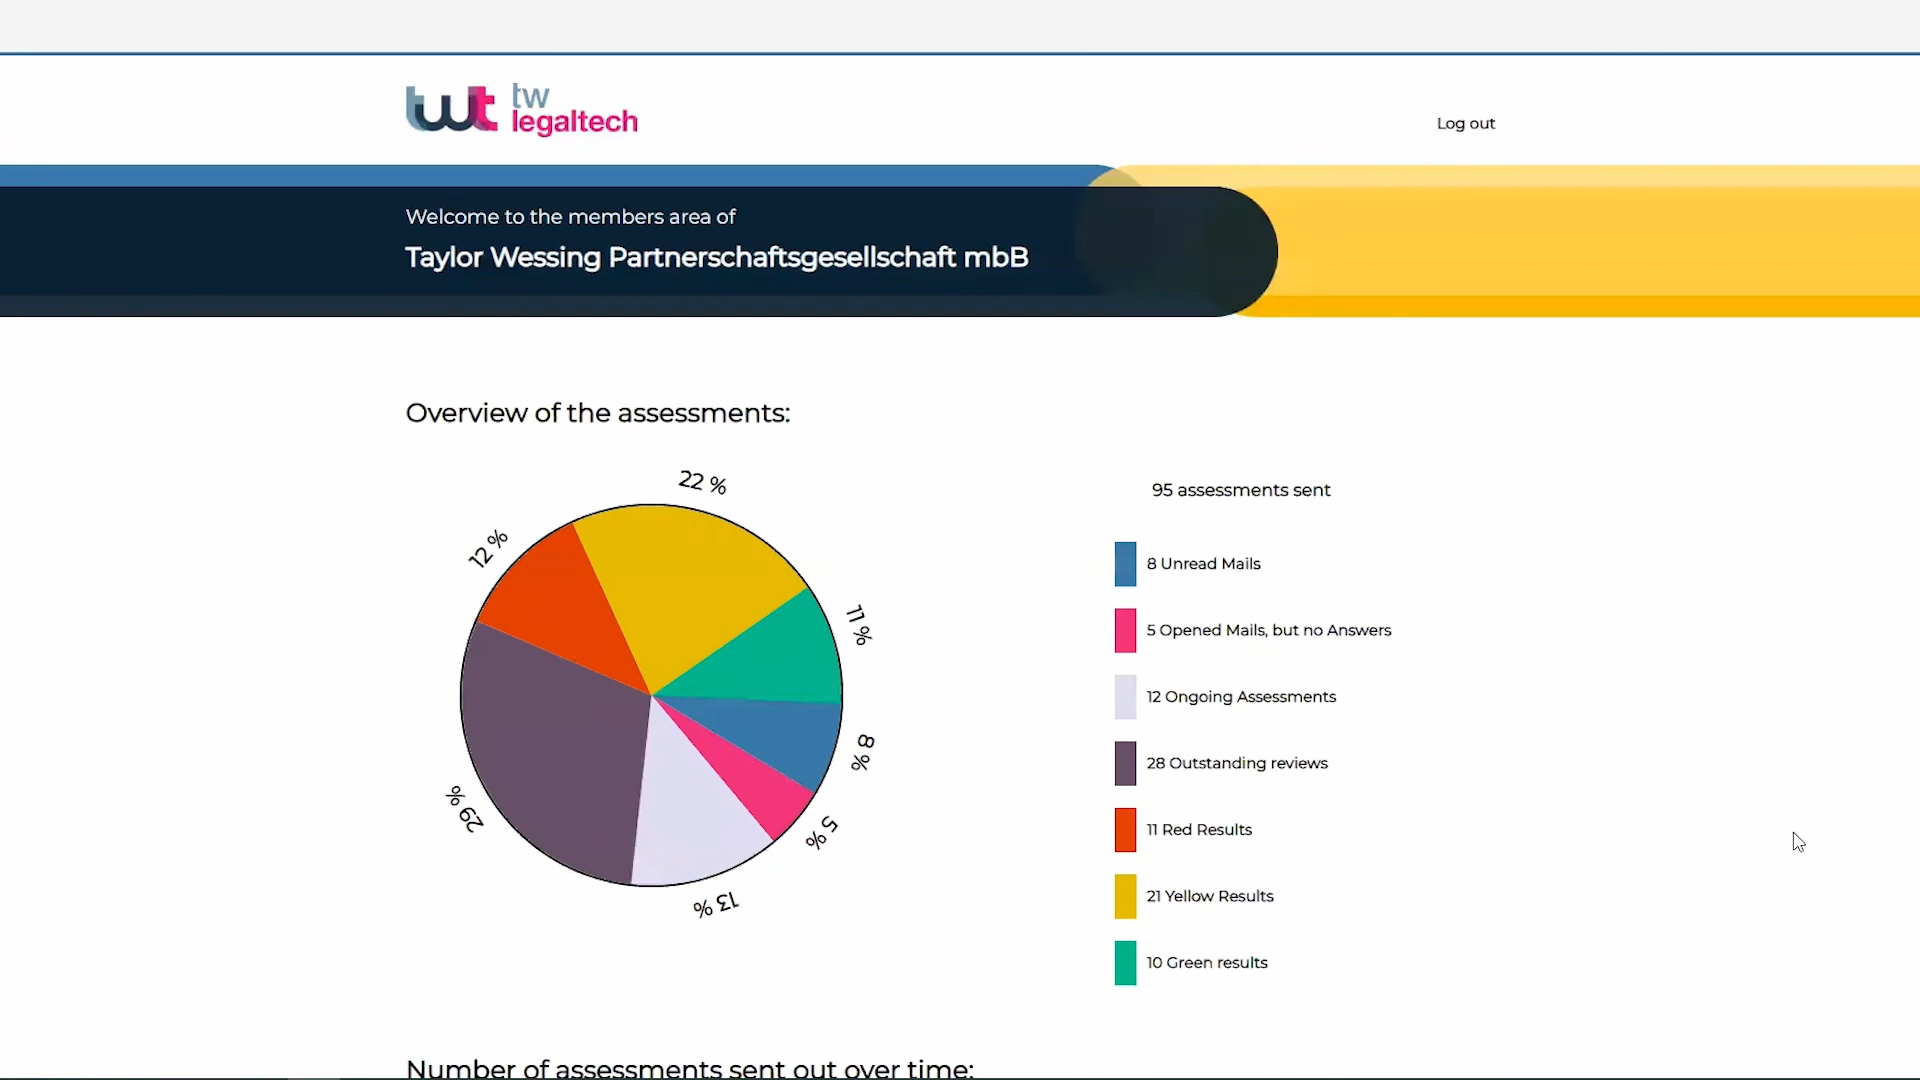 twt tw
legaltech
Log out
Welcome to the members area of
Taylor Wessing Partnerschaftsgesellschaft mbB
Overview of the assessments:
22 %
12 %
11 %
8 %
5 %
13 %
29 %
95 assessments sent
8 Unread Mails
5 Opened Mails, but no Answers
12 Ongoing Assessments
28 Outstanding reviews
11 Red Results
21 Yellow Results
10 Green results
Number of assessments sent out over time: